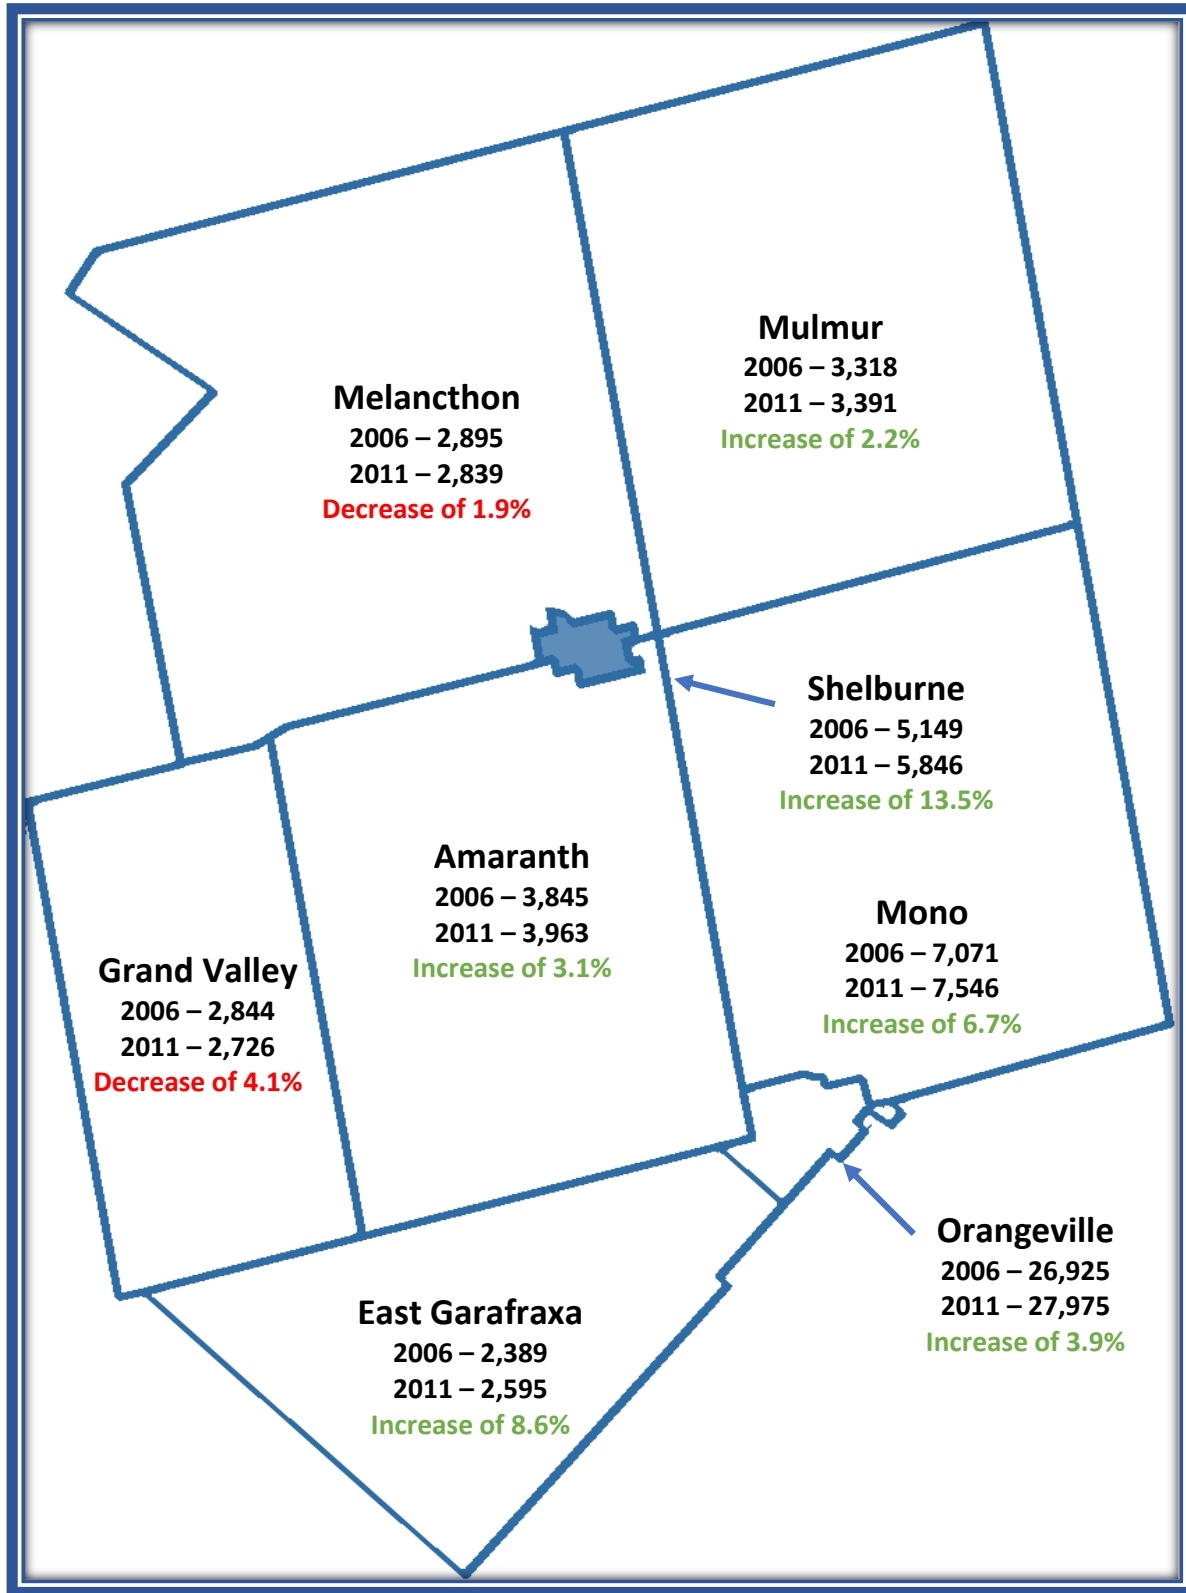 Mulmur
2006 – 3,318
2011 – 3,391
Increase of 2.2%
Melancthon
2006 – 2,895
2011 – 2,839
Decrease of 1.9%
Shelburne
2006 – 5,149
2011 – 5,846
Increase of 13.5%
Amaranth
2006 – 3,845
2011 – 3,963
Increase of 3.1%
Mono
2006 – 7,071
2011 – 7,546
Increase of 6.7%
Grand Valley
2006 – 2,844
2011 – 2,726
Decrease of 4.1%
Orangeville
2006 – 26,925
2011 – 27,975
Increase of 3.9%
East Garafraxa
2006 – 2,389
2011 – 2,595
Increase of 8.6%